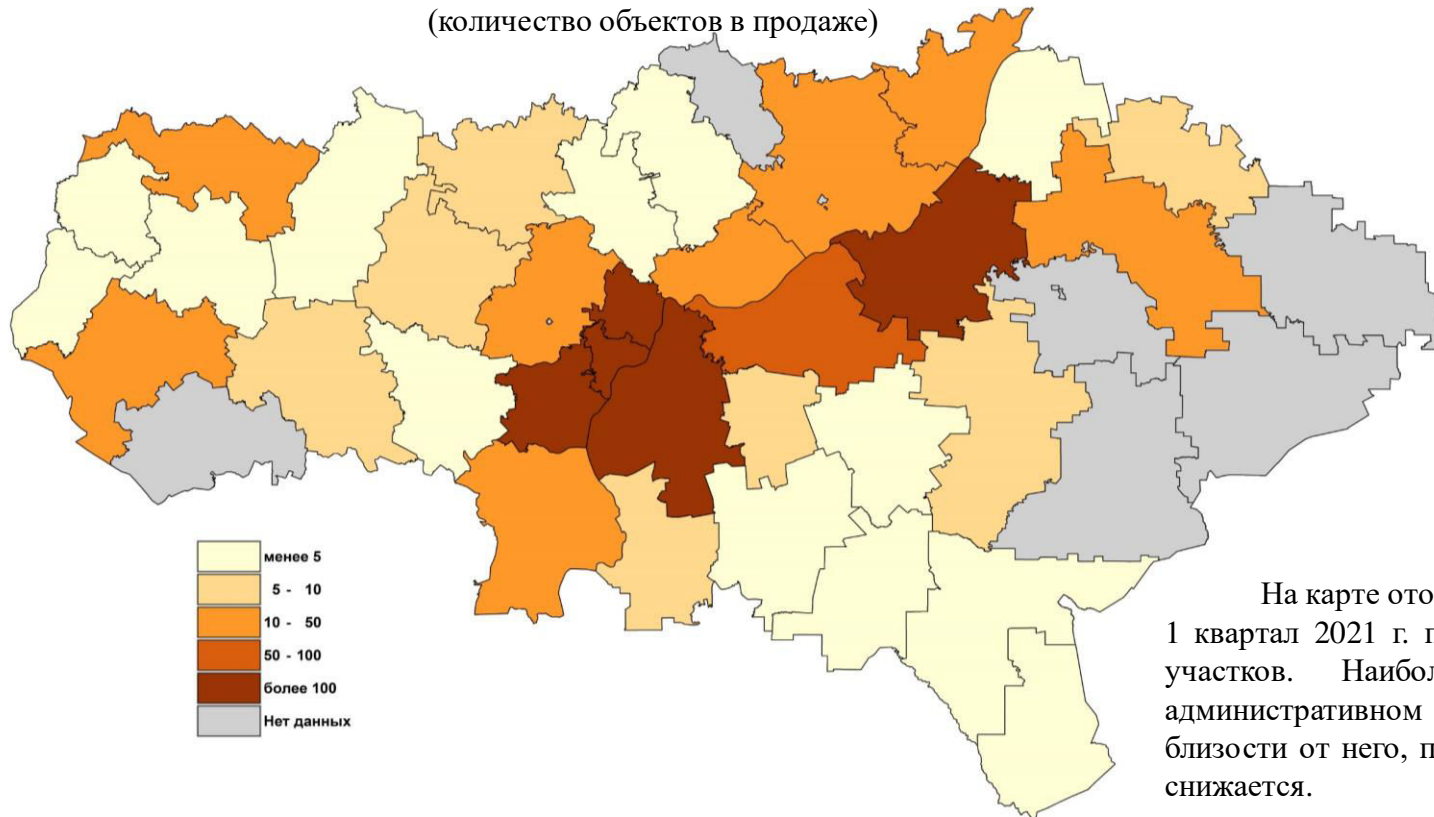 (количество объектов в продаже)
менее 5
5 - 10
10 - 50
50 - 100
более 100
Нет данных
На карте ото
1 квартал 2021 г. п
участков. Наибол
административном
близости от него, п
снижается.